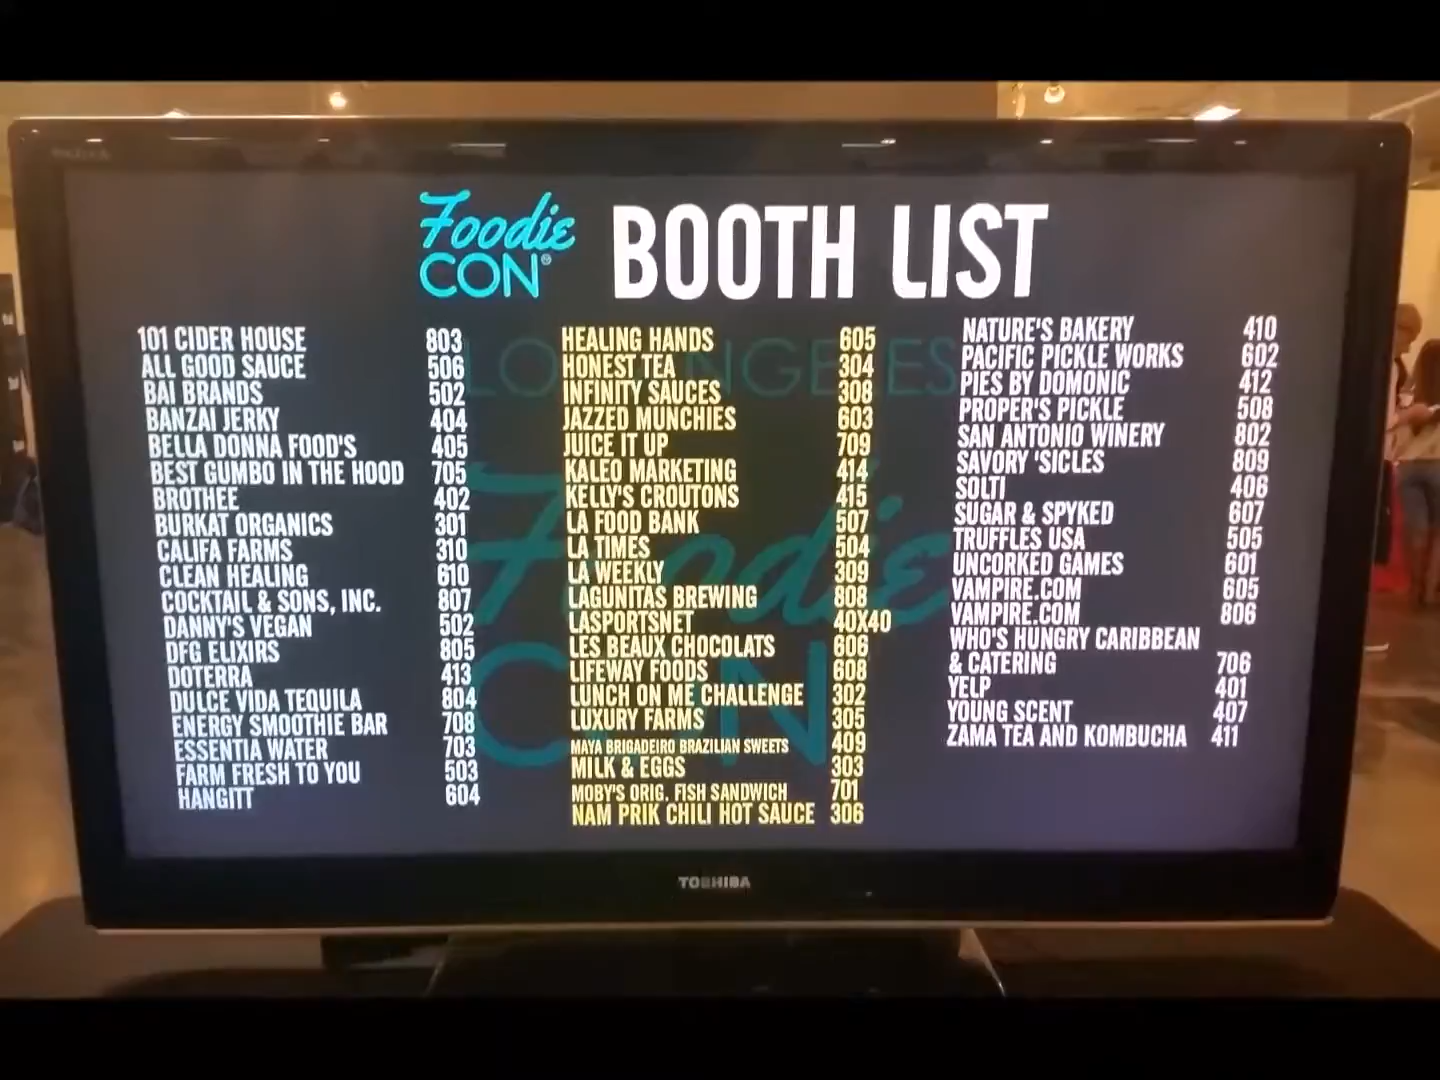 Foodie
CON®
BOOTH LIST
LOS ANGELES
Foodie
CON
101 CIDER HOUSE 803
ALL GOOD SAUCE 506
BAI BRANDS 502
BANZAI JERKY 404
BELLA DONNA FOOD'S 405
BEST GUMBO IN THE HOOD 705
BROTHEE 402
BURKAT ORGANICS 301
CALIFA FARMS 310
CLEAN HEALING 610
COCKTAIL & SONS, INC. 807
DANNY'S VEGAN 502
DFG ELIXIRS 805
DOTERRA 413
DULCE VIDA TEQUILA 804
ENERGY SMOOTHIE BAR 708
ESSENTIA WATER 703
FARM FRESH TO YOU 503
HANGITT 604
HEALING HANDS 605
HONEST TEA 304
INFINITY SAUCES 308
JAZZED MUNCHIES 603
JUICE IT UP 709
KALEO MARKETING 414
KELLY'S CROUTONS 415
LA FOOD BANK 507
LA TIMES 504
LA WEEKLY 309
LAGUNITAS BREWING 808
LASPORTSNET 40X40
LES BEAUX CHOCOLATS 606
LIFEWAY FOODS 608
LUNCH ON ME CHALLENGE 302
LUXURY FARMS 305
MAYA BRIGADEIRO BRAZILIAN SWEETS 409
MILK & EGGS 303
MOBY'S ORIG. FISH SANDWICH 701
NAM PRIK CHILI HOT SAUCE 306
NATURE'S BAKERY 410
PACIFIC PICKLE WORKS 602
PIES BY DOMONIC 412
PROPER'S PICKLE 508
SAN ANTONIO WINERY 802
SAVORY 'SICLES 809
SOLTI 406
SUGAR & SPYKED 607
TRUFFLES USA 505
UNCORKED GAMES 601
VAMPIRE.COM 605
VAMPIRE.COM 806
WHO'S HUNGRY CARIBBEAN
& CATERING 706
YELP 401
YOUNG SCENT 407
ZAMA TEA AND KOMBUCHA 411
TOSHIBA